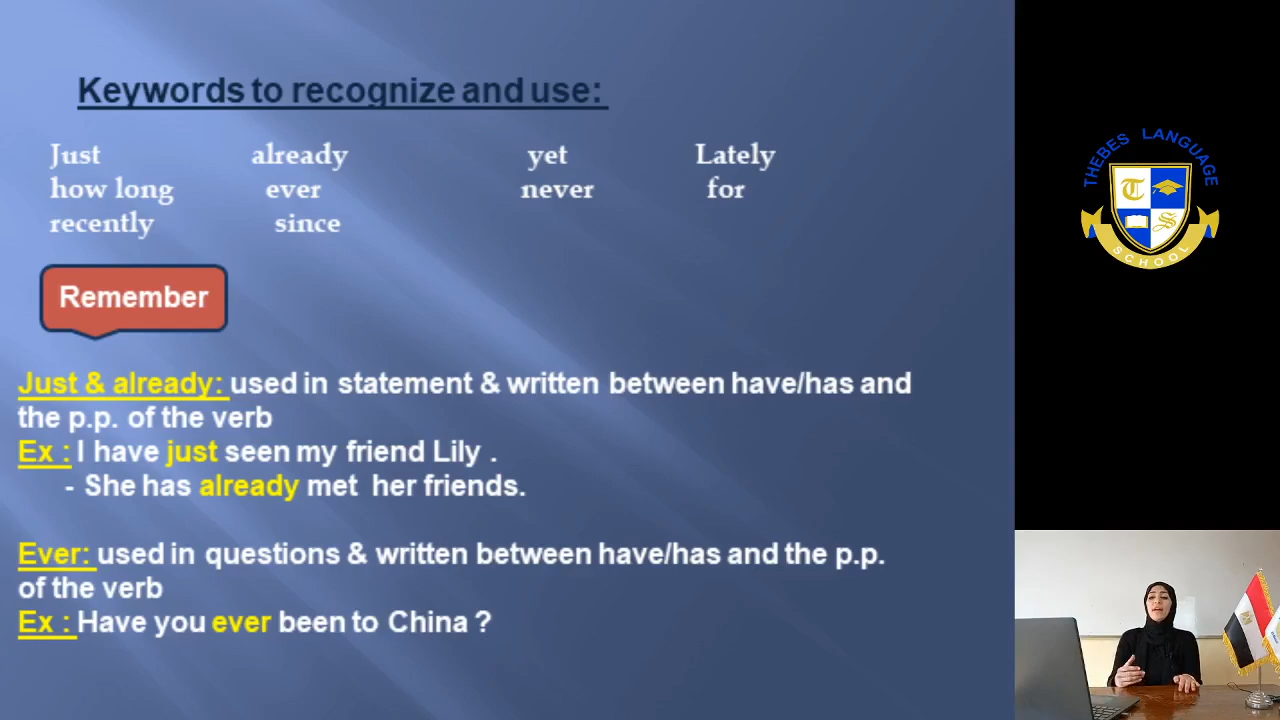 Keywords to recognize and use:
Just already yet Lately
how long ever never for
recently since
Remember
Just & already: used in statement & written between have/has and
the p.p. of the verb
Ex : I have just seen my friend Lily .
- She has already met her friends.
Ever: used in questions & written between have/has and the p.p.
of the verb
Ex : Have you ever been to China ?
THEBES LANGUAGE
T
S
SCHOOL